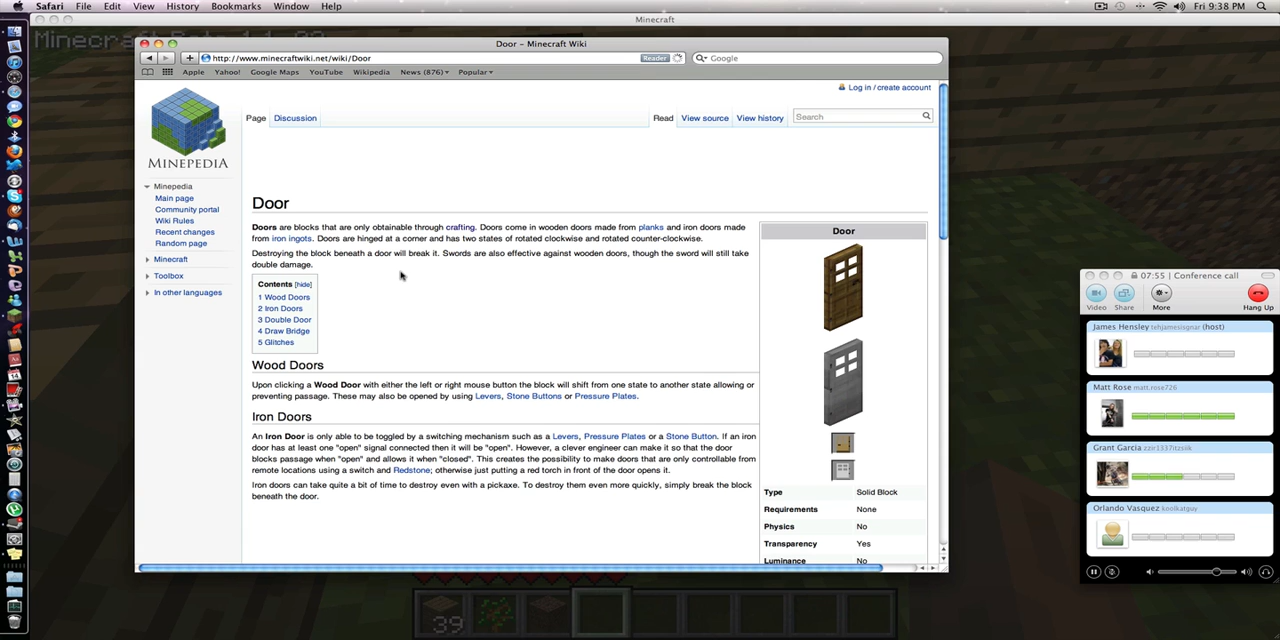 Safari File Edit View History Bookmarks Window Help
Fri 9:38 PM
Minecraft
Door – Minecraft Wiki
http://www.minecraftwiki.net/wiki/Door
Reader
Google
Apple Yahoo! Google Maps YouTube Wikipedia News (876) Popular
Log in / create account
Page Discussion Read View source View history Search
MINEPEDIA
Minepedia
Main page
Community portal
Wiki Rules
Recent changes
Random page
Minecraft
Toolbox
In other languages
Door
Doors are blocks that are only obtainable through crafting. Doors come in wooden doors made from planks and iron doors made
from iron ingots. Doors are hinged at a corner and has two states of rotated clockwise and rotated counter-clockwise.
Destroying the block beneath a door will break it. Swords are also effective against wooden doors, though the sword will still take
double damage.
Contents [hide]
1 Wood Doors
2 Iron Doors
3 Double Door
4 Draw Bridge
5 Glitches
Wood Doors
Upon clicking a Wood Door with either the left or right mouse button the block will shift from one state to another state allowing or
preventing passage. These may also be opened by using Levers, Stone Buttons or Pressure Plates.
Iron Doors
An Iron Door is only able to be toggled by a switching mechanism such as a Levers, Pressure Plates or a Stone Button. If an iron
door has at least one "open" signal connected then it will be "open". However, a clever engineer can make it so that the door
blocks passage when "open" and allows it when "closed". This creates the possibility to make doors that are only controllable from
remote locations using a switch and Redstone; otherwise just putting a red torch in front of the door opens it.
Iron doors can take quite a bit of time to destroy even with a pickaxe. To destroy them even more quickly, simply break the block
beneath the door.
Door
Type Solid Block
Requirements None
Physics No
Transparency Yes
Luminance No
07:55 | Conference call
Video Share More Hang Up
James Hensley tehjamesisgnar (host)
Matt Rose matt.rose726
Grant Garcia zzir1337itzsiik
Orlando Vasquez koolkatguy
39